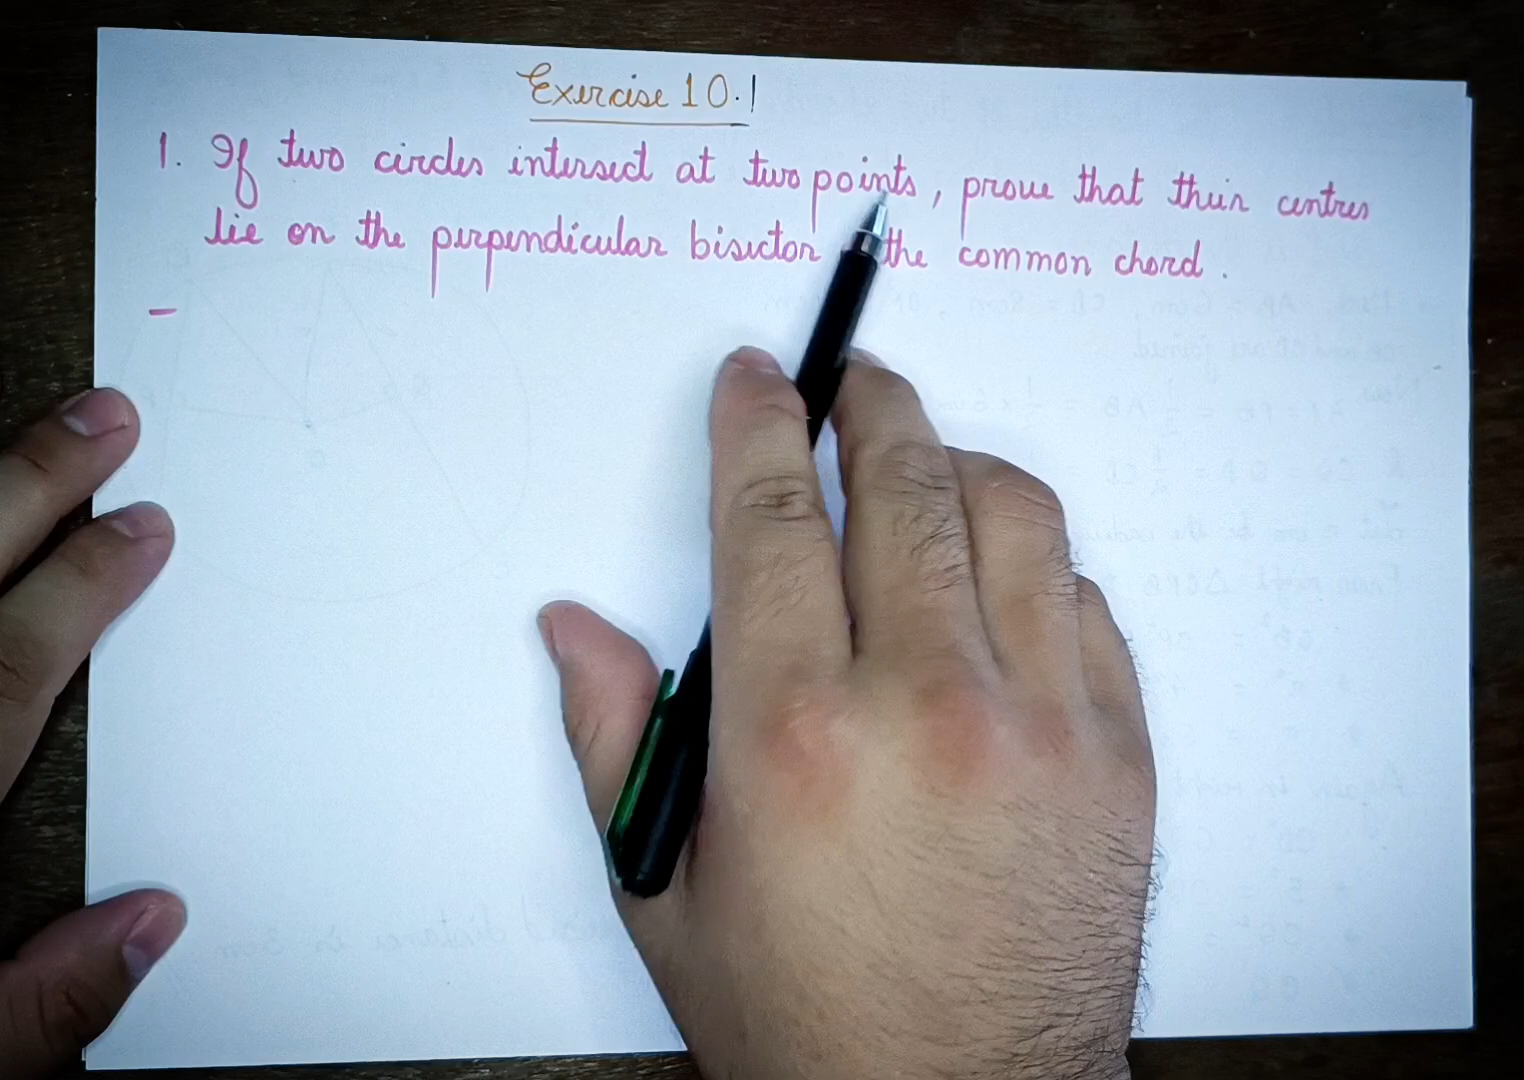 Exercise 10.1
1. If two circles intersect at two points, prove that their centres
lie on the perpendicular bisector the common chord.
-